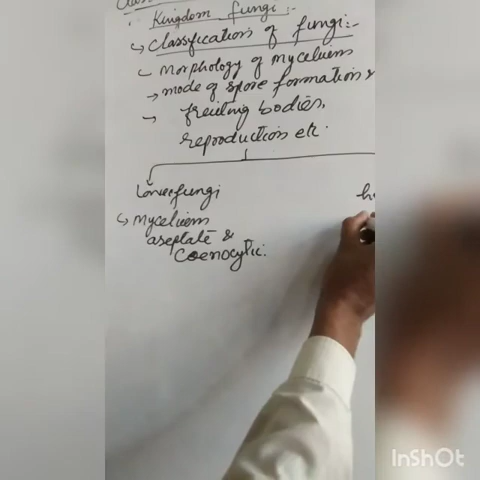 Kingdom fungi:-
↳ Classification of fungi:-
↳ morphology of mycelium
→ mode of spore formation &
→ fruiting bodies,
reproduction etc.
Lower fungi
↳ mycelium
aseptate &
Coenocytic.
InShOt